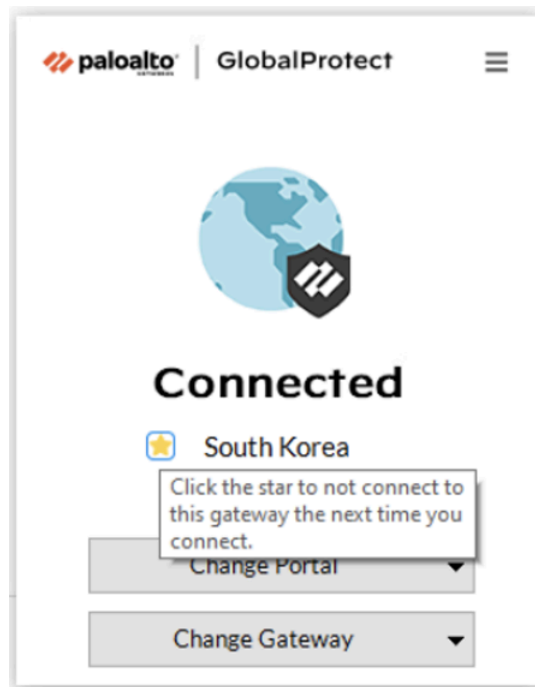 paloalto NETWORKS | GlobalProtect
Connected
South Korea
Click the star to not connect to
this gateway the next time you
connect.
Change Portal
Change Gateway